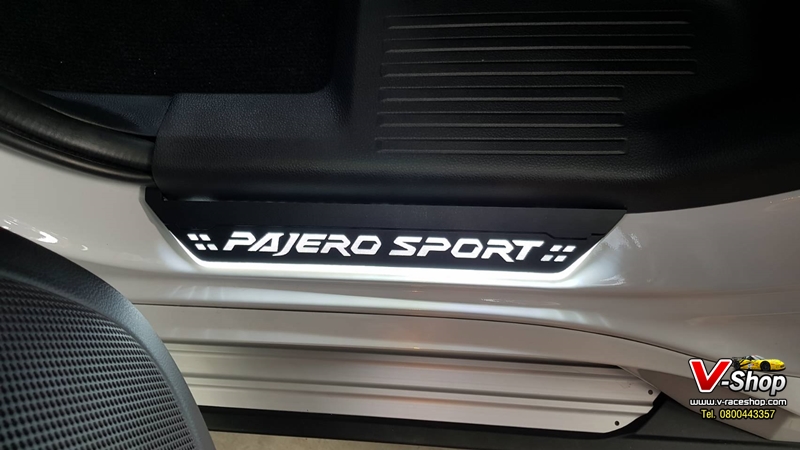 PAJERO SPORT
V-Shop
www.v-raceshop.com
Tel. 0800443357